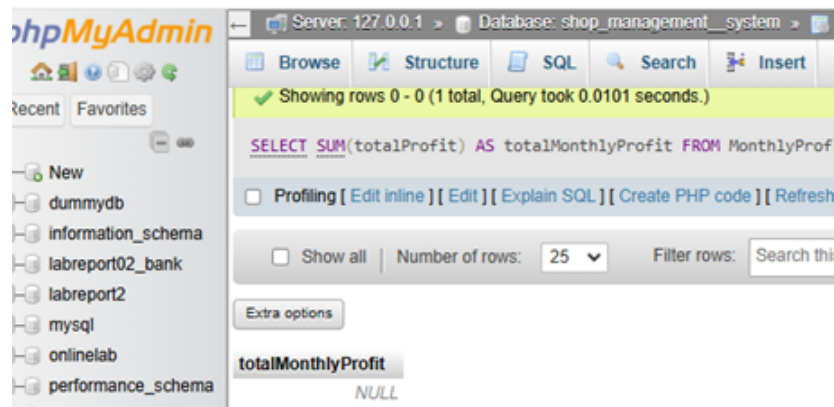 phpMyAdmin
Recent Favorites
New
dummydb
information_schema
labreport02_bank
labreport2
mysql
onlinelab
performance_schema
Server: 127.0.0.1 » Database: shop_management__system »
Browse Structure SQL Search Insert
Showing rows 0 - 0 (1 total, Query took 0.0101 seconds.)
SELECT SUM(totalProfit) AS totalMonthlyProfit FROM MonthlyProf
Profiling [ Edit inline ] [ Edit ] [ Explain SQL ] [ Create PHP code ] [ Refresh
Show all | Number of rows: 25 Filter rows: Search thi
Extra options
totalMonthlyProfit
NULL